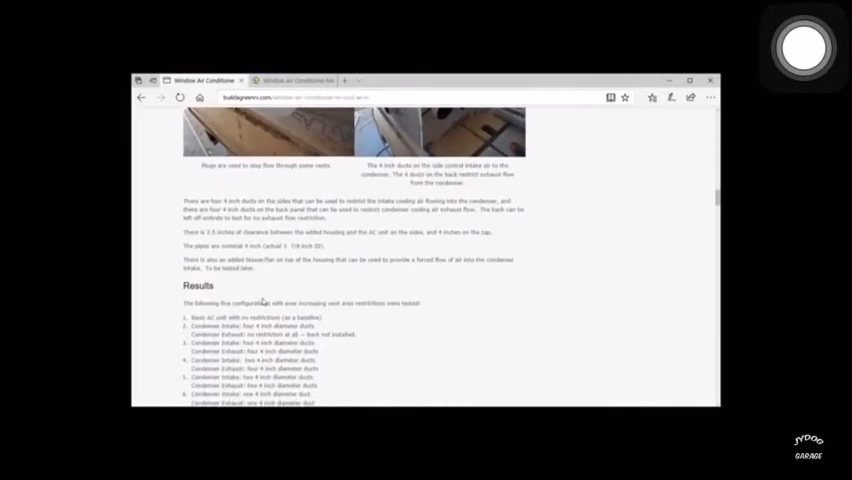 Window Air Conditione
Window Air Conditioner Ma
buildagreenrv.com/window-air-conditioner-in-rv
Plugs are used to stop flow through some vents.
The 4 inch ducts on the side control intake air to the
condenser. The 4 ducts on the back restrict exhaust flow
from the condenser.
There are four 4 inch ducts on the sides that can be used to restrict the intake cooling air flowing into the condenser, and
there are four 4 inch ducts on the back panel that can be used to restrict condenser cooling air exhaust flow. The back can be
left off entirely to test for no exhaust flow restriction.
There is 3.5 inches of clearance between the added housing and the AC unit on the sides, and 4 inches on the top.
The pipes are nominal 4 inch (actual 3 7/8 inch ID).
There is also an added blower/fan on top of the housing that can be used to provide a forced flow of air into the condenser
intake. To be tested later.
Results
The following five configurations with ever increasing vent area restrictions were tested:
1. Basic AC unit with no restrictions (as a baseline)
2. Condenser Intake: four 4 inch diameter ducts
Condenser Exhaust: no restriction at all -- back not installed.
3. Condenser Intake: four 4 inch diameter ducts
Condenser Exhaust: four 4 inch diameter ducts
4. Condenser Intake: two 4 inch diameter ducts
Condenser Exhaust: four 4 inch diameter ducts
5. Condenser Intake: two 4 inch diameter ducts
Condenser Exhaust: two 4 inch diameter ducts
6. Condenser Intake: one 4 inch diameter duct
Condenser Exhaust: one 4 inch diameter duct
JYDOG
GARAGE